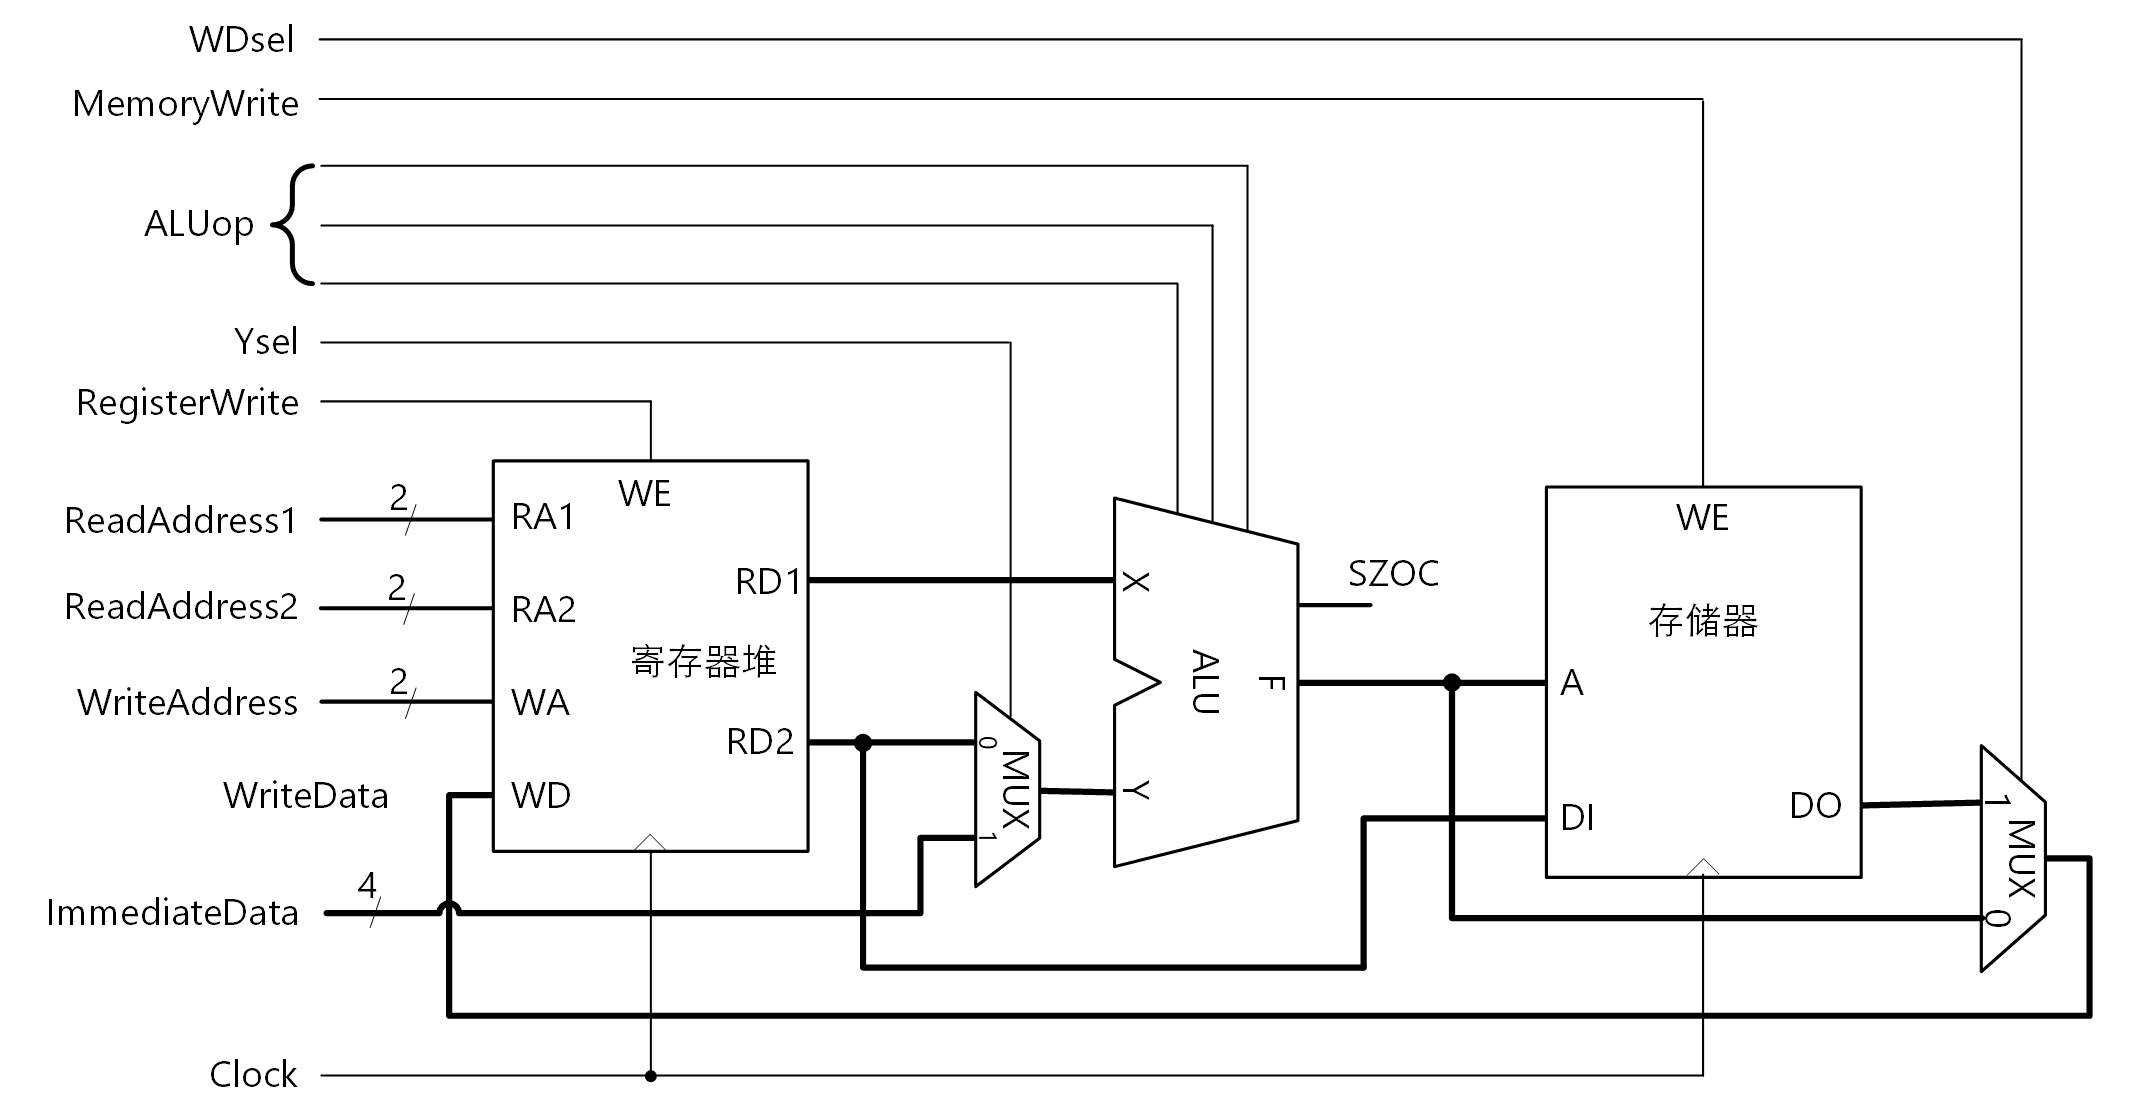 WDsel
MemoryWrite
ALUop
Ysel
RegisterWrite
ReadAddress1
2
ReadAddress2
2
WriteAddress
2
WriteData
ImmediateData
4
Clock
WE
RA1
RA2
WA
WD
RD1
RD2
寄存器堆
0
MUX
1
X
Y
ALU
F
SZOC
WE
存储器
A
DI
DO
1
MUX
0